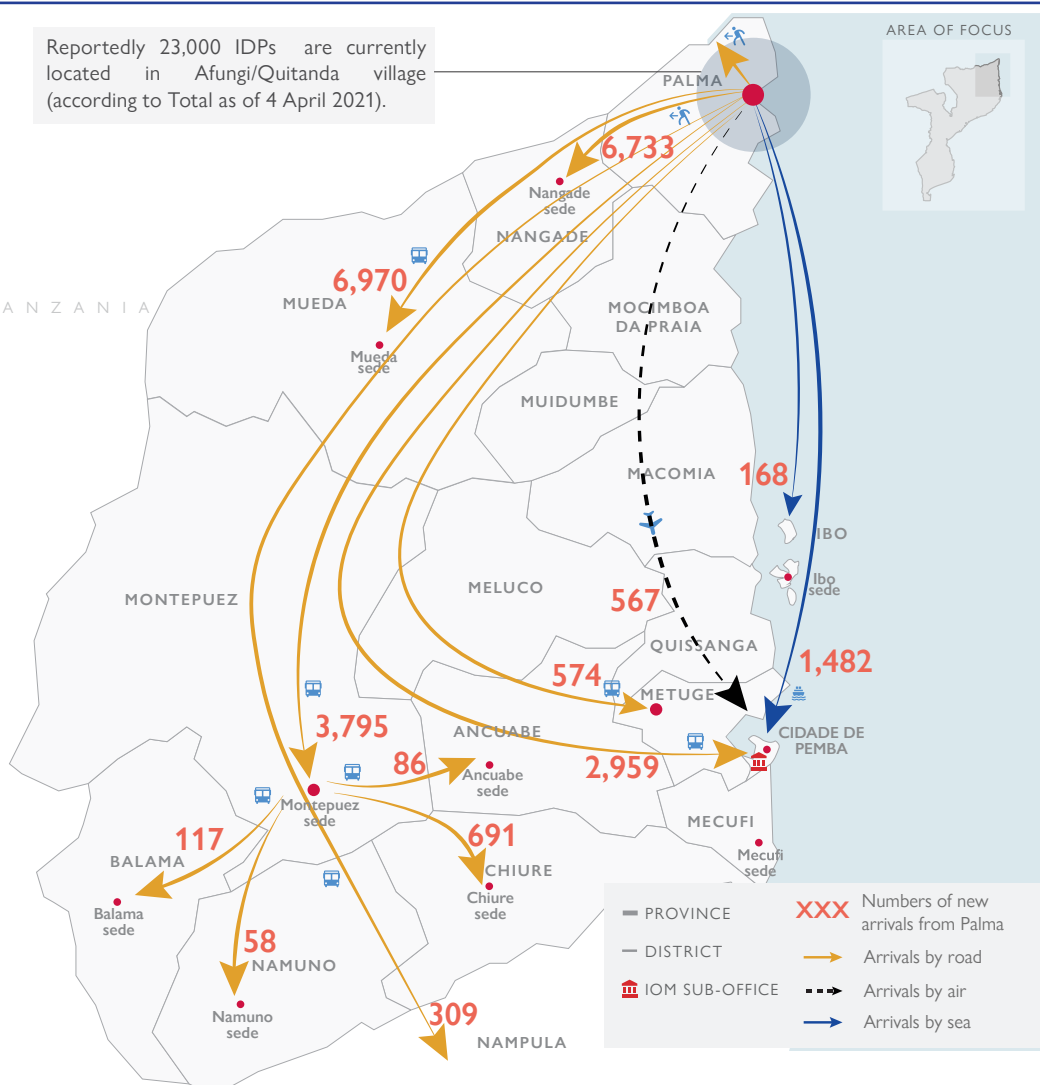 Reportedly 23,000 IDPs are currently
located in Afungi/Quitanda village
(according to Total as of 4 April 2021).
AREA OF FOCUS
PALMA
6,733
Nangade
sede
NANGADE
6,970
MUEDA
ANZANIA
Mueda
sede
MOCIMBOA
DA PRAIA
MUIDUMBE
MACOMIA
168
IBO
Ibo
sede
MONTEPUEZ
MELUCO
567
QUISSANGA
1,482
574
METUGE
CIDADE DE
PEMBA
3,795
ANCUABE
86
2,959
Ancuabe
sede
Montepuez
sede
117
BALAMA
691
CHIURE
Chiure
sede
MECUFI
Mecufi
sede
Balama
sede
58
NAMUNO
Namuno
sede
309
NAMPULA
PROVINCE
DISTRICT
IOM SUB-OFFICE
XXX Numbers of new
arrivals from Palma
Arrivals by road
Arrivals by air
Arrivals by sea